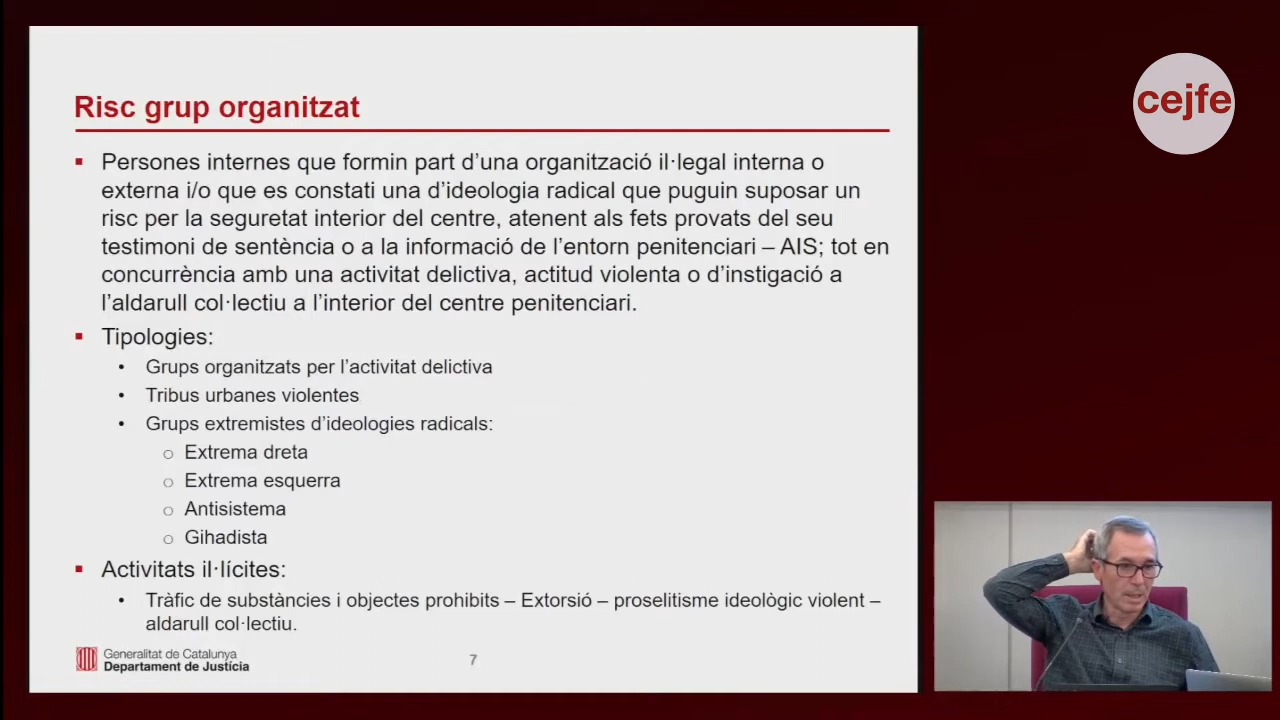 cejfe
Risc grup organitzat
▪ Persones internes que formin part d’una organització il·legal interna o
externa i/o que es constati una d’ideologia radical que puguin suposar un
risc per la seguretat interior del centre, atenent als fets provats del seu
testimoni de sentència o a la informació de l’entorn penitenciari – AIS; tot en
concurrència amb una activitat delictiva, actitud violenta o d’instigació a
l’aldarull col·lectiu a l’interior del centre penitenciari.
▪ Tipologies:
• Grups organitzats per l’activitat delictiva
• Tribus urbanes violentes
• Grups extremistes d’ideologies radicals:
○ Extrema dreta
○ Extrema esquerra
○ Antisistema
○ Gihadista
▪ Activitats il·lícites:
• Tràfic de substàncies i objectes prohibits – Extorsió – proselitisme ideològic violent –
aldarull col·lectiu.
Generalitat de Catalunya
Departament de Justícia
7